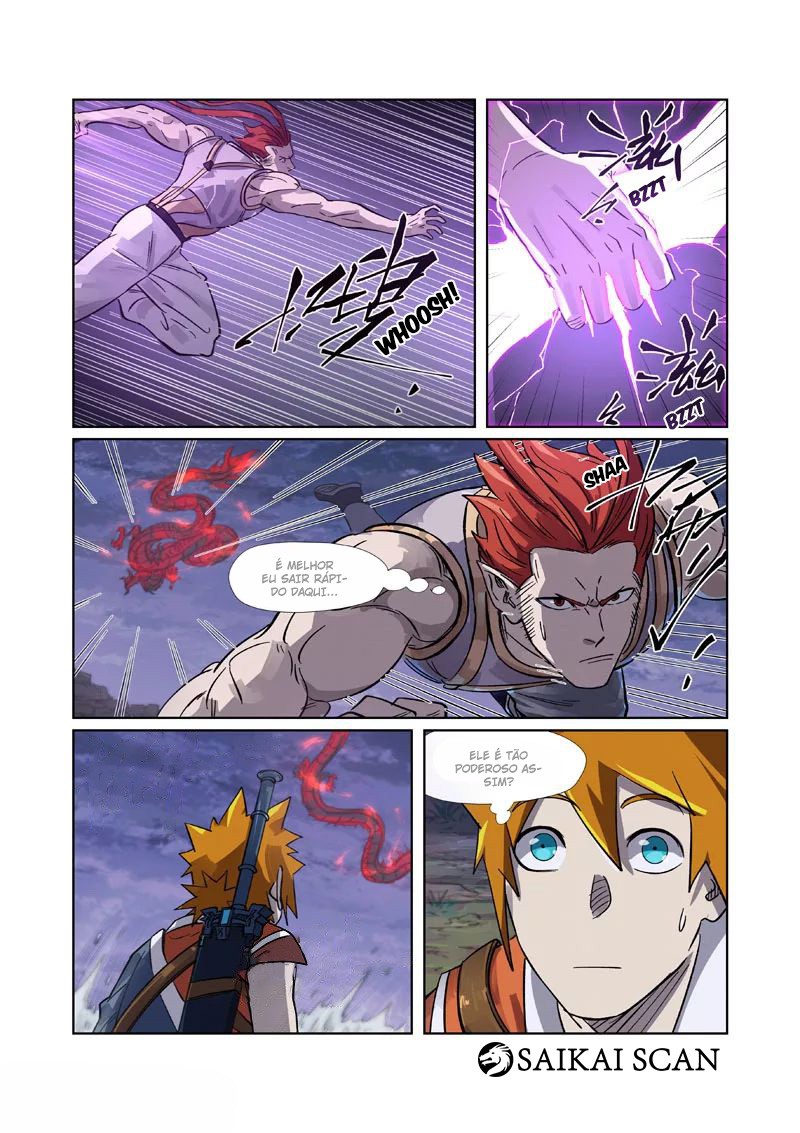 WHOOSH!
BZZT
BZZT
SHAA
É MELHOR
EU SAIR RÁPI-
DO DAQUI...
ELE É TÃO
PODEROSO AS-
SIM?
SAIKAI SCAN